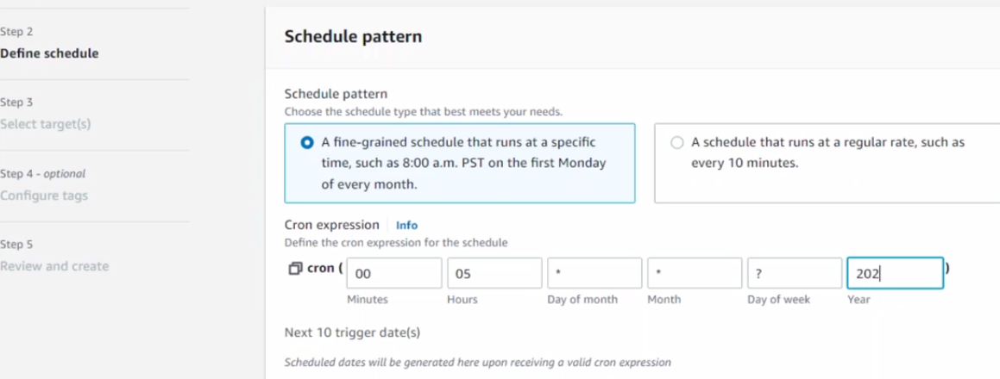 Step 2
Define schedule
Step 3
Select target(s)
Step 4 - optional
Configure tags
Step 5
Review and create
Schedule pattern
Schedule pattern
Choose the schedule type that best meets your needs.
A fine-grained schedule that runs at a specific
time, such as 8:00 a.m. PST on the first Monday
of every month.
A schedule that runs at a regular rate, such as
every 10 minutes.
Cron expression Info
Define the cron expression for the schedule
cron ( 00 05 * * ? 202 )
Minutes Hours Day of month Month Day of week Year
Next 10 trigger date(s)
Scheduled dates will be generated here upon receiving a valid cron expression